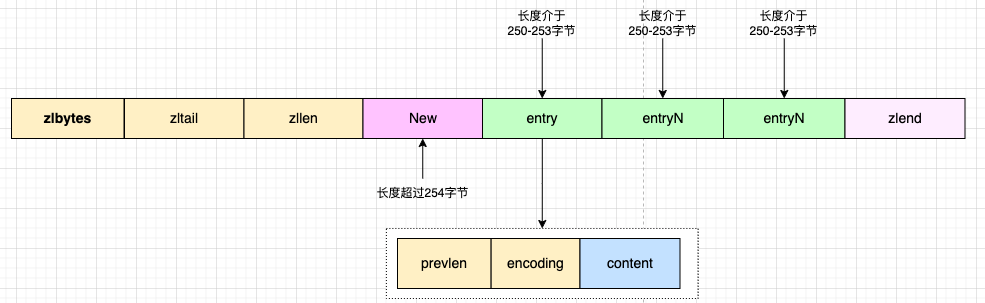 长度介于
250-253字节
长度介于
250-253字节
长度介于
250-253字节
zlbytes
zltail
zllen
New
entry
entryN
entryN
zlend
长度超过254字节
prevlen
encoding
content